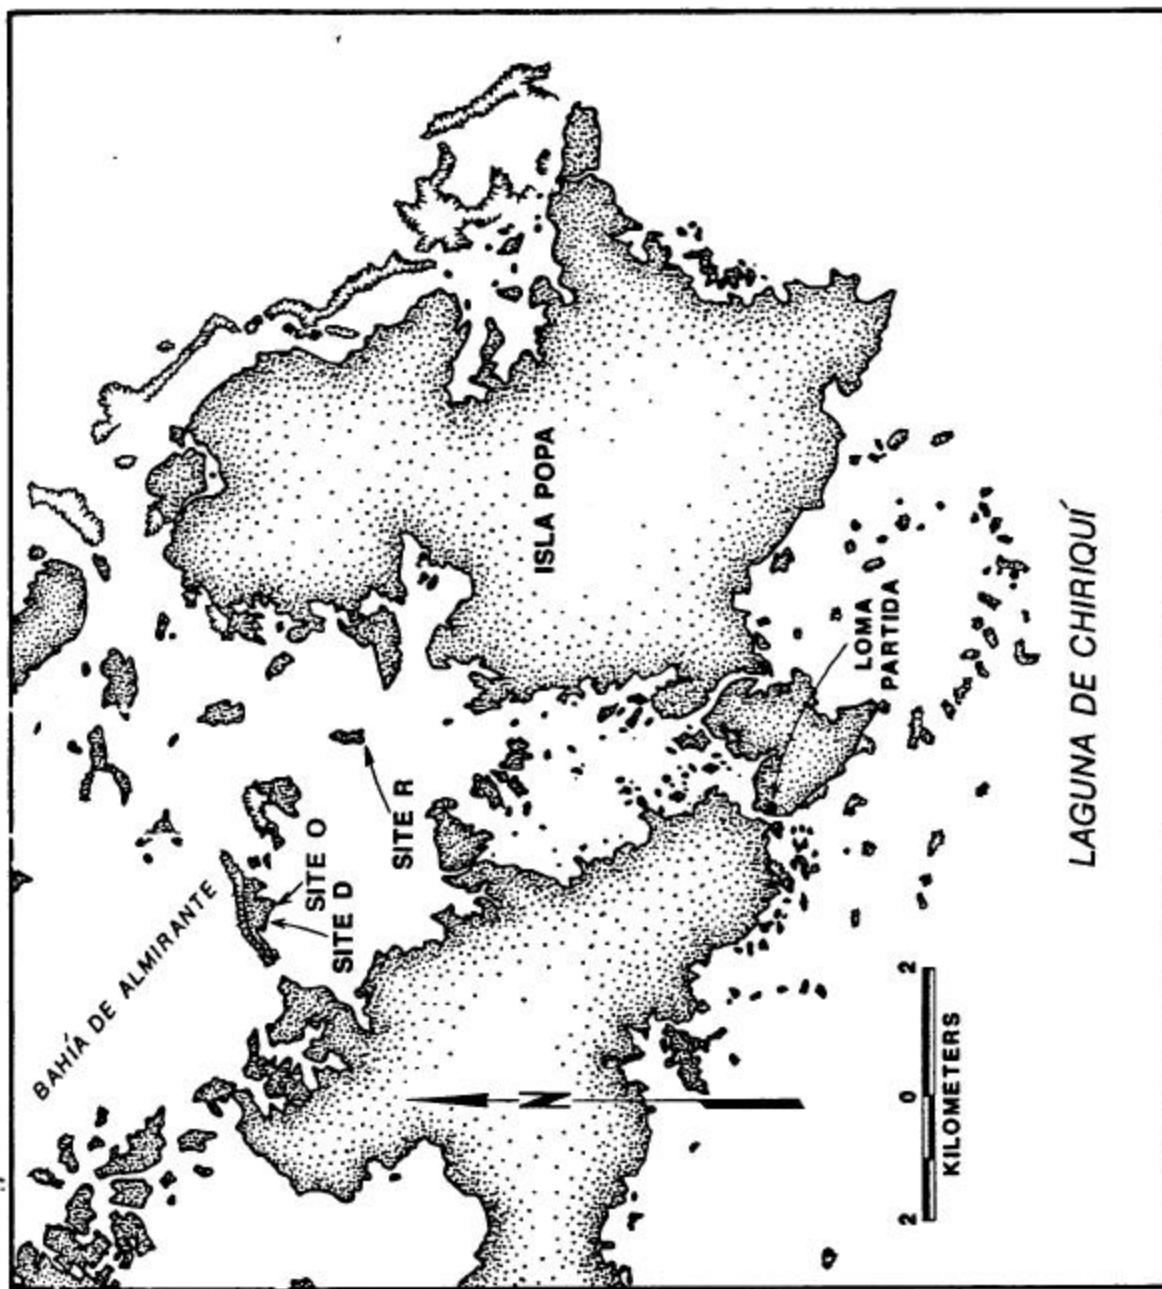 BAHÍA DE ALMIRANTE
SITE D
SITE O
SITE R
ISLA POPA
LOMA
PARTIDA
LAGUNA DE CHIRIQUÍ
N
2 0 2
KILOMETERS